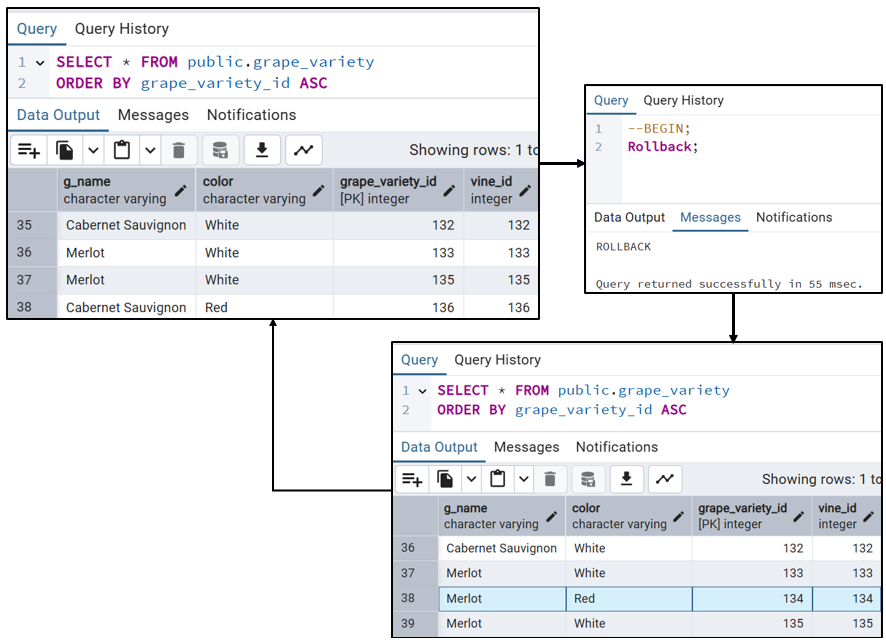 Query Query History
1 SELECT * FROM public.grape_variety
2 ORDER BY grape_variety_id ASC
Data Output Messages Notifications
Showing rows: 1 to
g_name color grape_variety_id vine_id
character varying character varying [PK] integer integer
35 Cabernet Sauvignon White 132 132
36 Merlot White 133 133
37 Merlot White 135 135
38 Cabernet Sauvignon Red 136 136
Query Query History
1 --BEGIN;
2 Rollback;
Data Output Messages Notifications
ROLLBACK
Query returned successfully in 55 msec.
Query Query History
1 SELECT * FROM public.grape_variety
2 ORDER BY grape_variety_id ASC
Data Output Messages Notifications
Showing rows: 1 to
g_name color grape_variety_id vine_id
character varying character varying [PK] integer integer
36 Cabernet Sauvignon White 132 132
37 Merlot White 133 133
38 Merlot Red 134 134
39 Merlot White 135 135